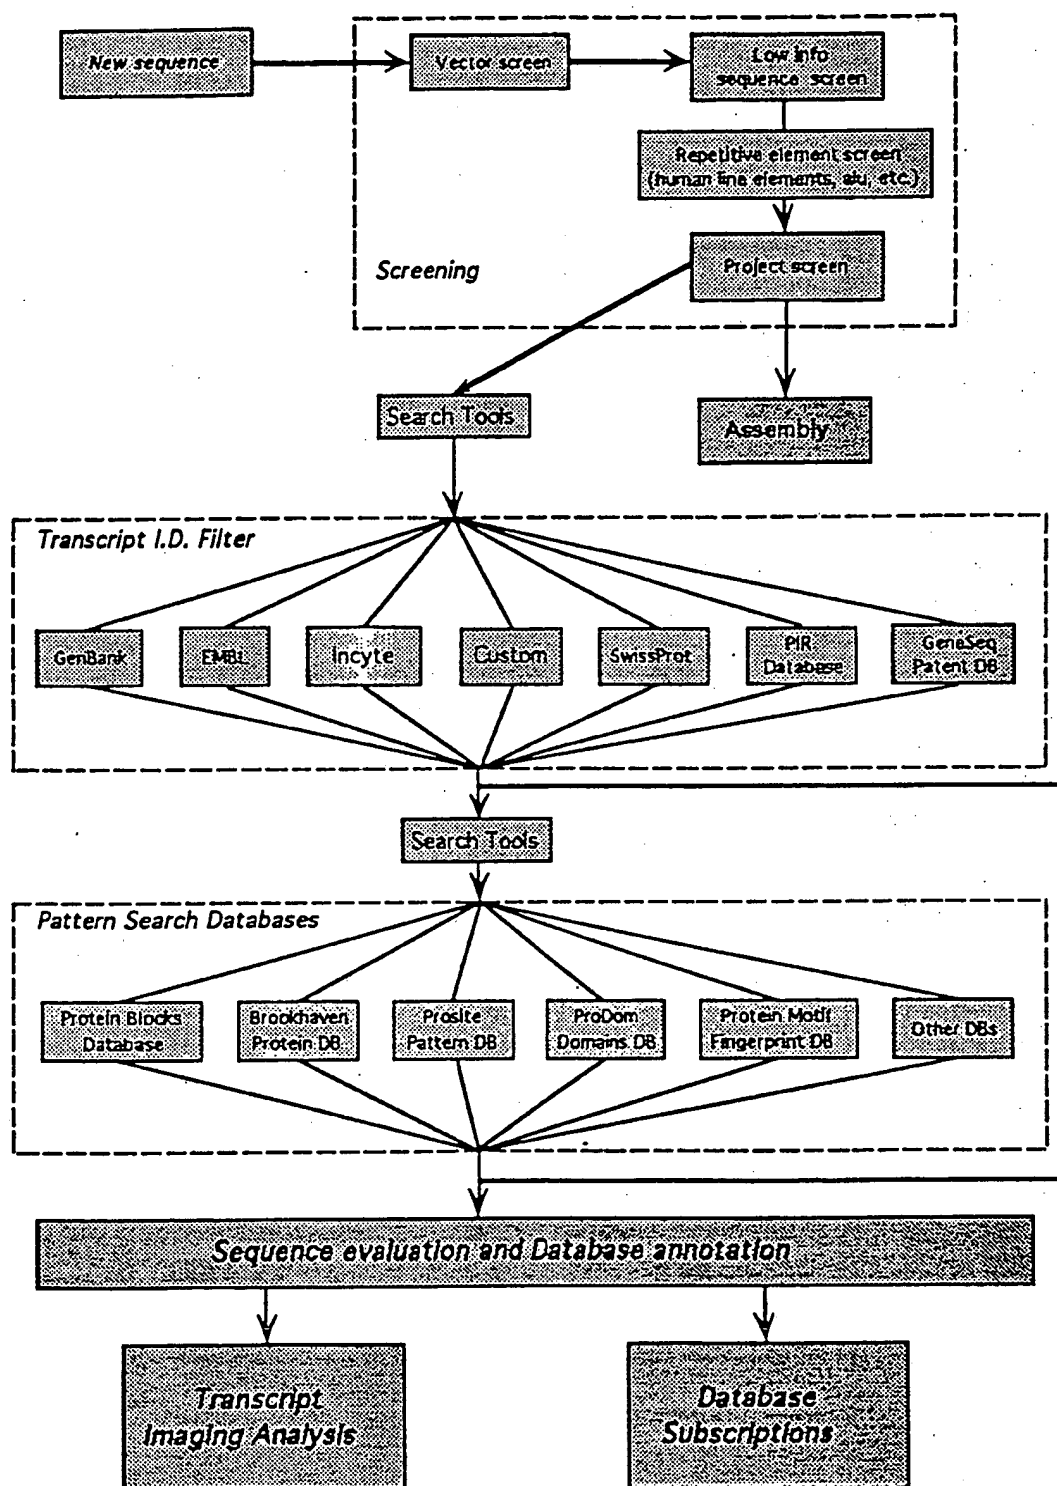 New sequence
Vector screen
Low info
sequence screen
Repetitive element screen
(human line elements, alu, etc.)
Project screen
Screening
Search Tools
Assembly
Transcript I.D. Filter
GenBank
EMBL
Incyte
Custom
SwissProt
PIR
Database
GeneSeq
Patent DB
Search Tools
Pattern Search Databases
Protein Blocks
Database
Brookhaven
Protein DB
Prosite
Pattern DB
ProDom
Domains DB
Protein Motif
Fingerprint DB
Other DBs
Sequence evaluation and Database annotation
Transcript
Imaging Analysis
Database
Subscriptions